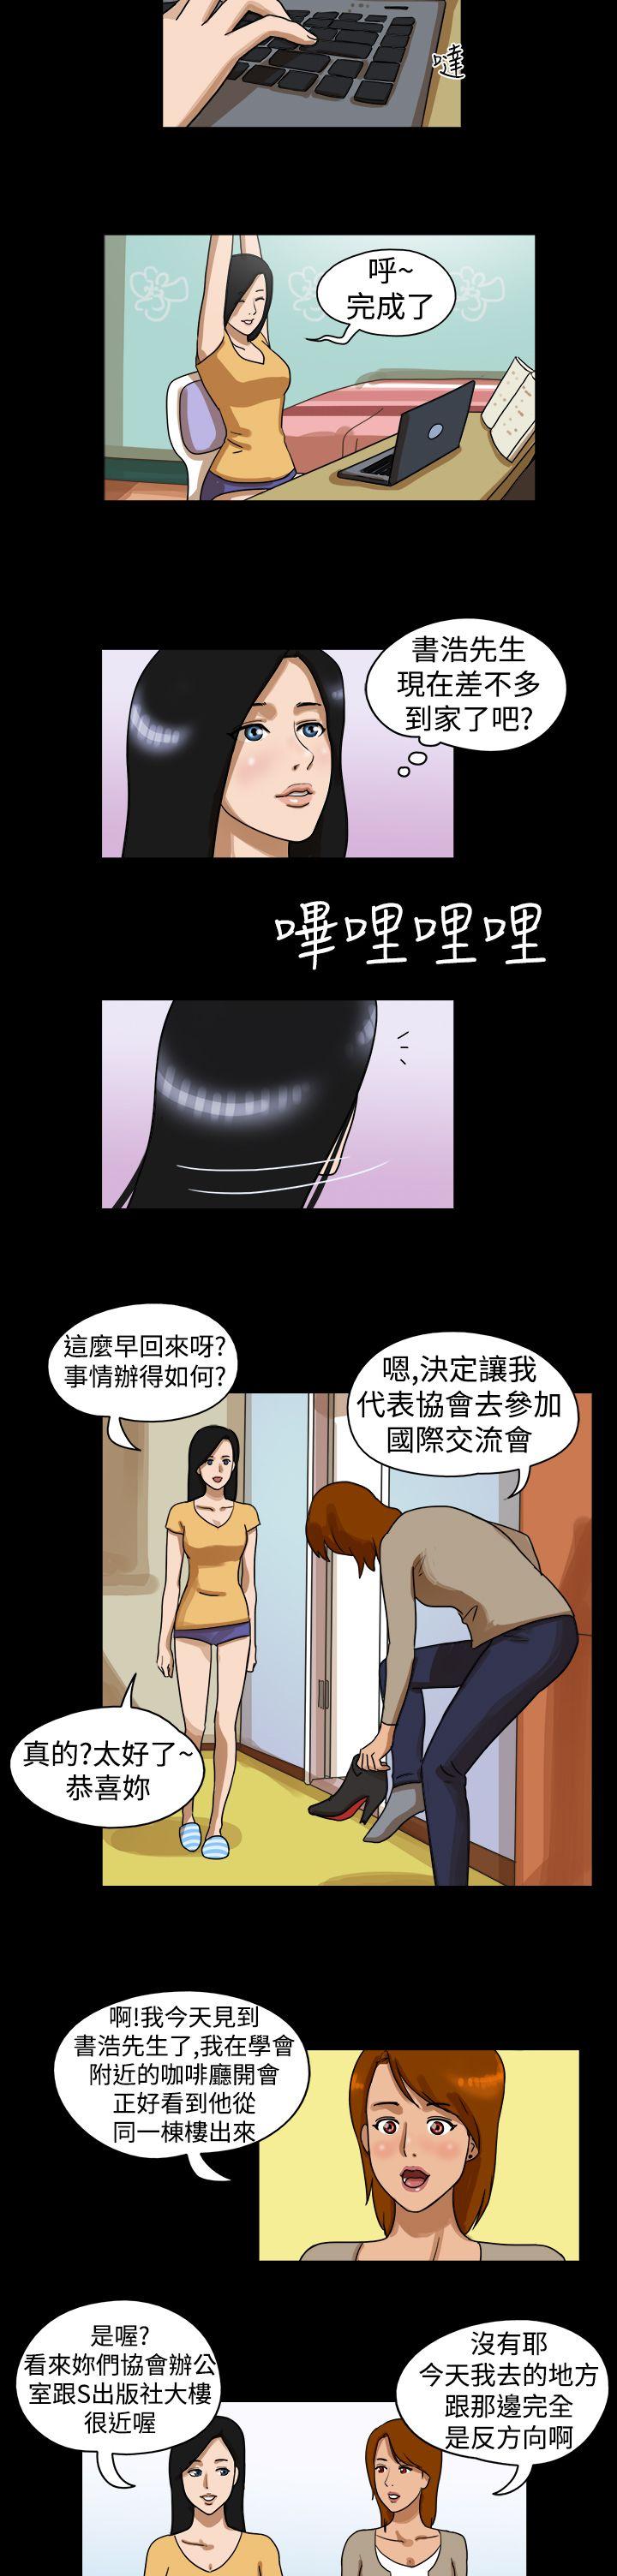 噠
呼~
完成了
書浩先生
現在差不多
到家了吧?
嗶哩哩哩
這麼早回來呀?
事情辦得如何?
嗯,決定讓我
代表協會去參加
國際交流會
真的?太好了~
恭喜妳
啊!我今天見到
書浩先生了,我在學會
附近的咖啡廳開會
正好看到他從
同一棟樓出來
是喔?
看來妳們協會辦公
室跟S出版社大樓
很近喔
沒有耶
今天我去的地方
跟那邊完全
是反方向啊